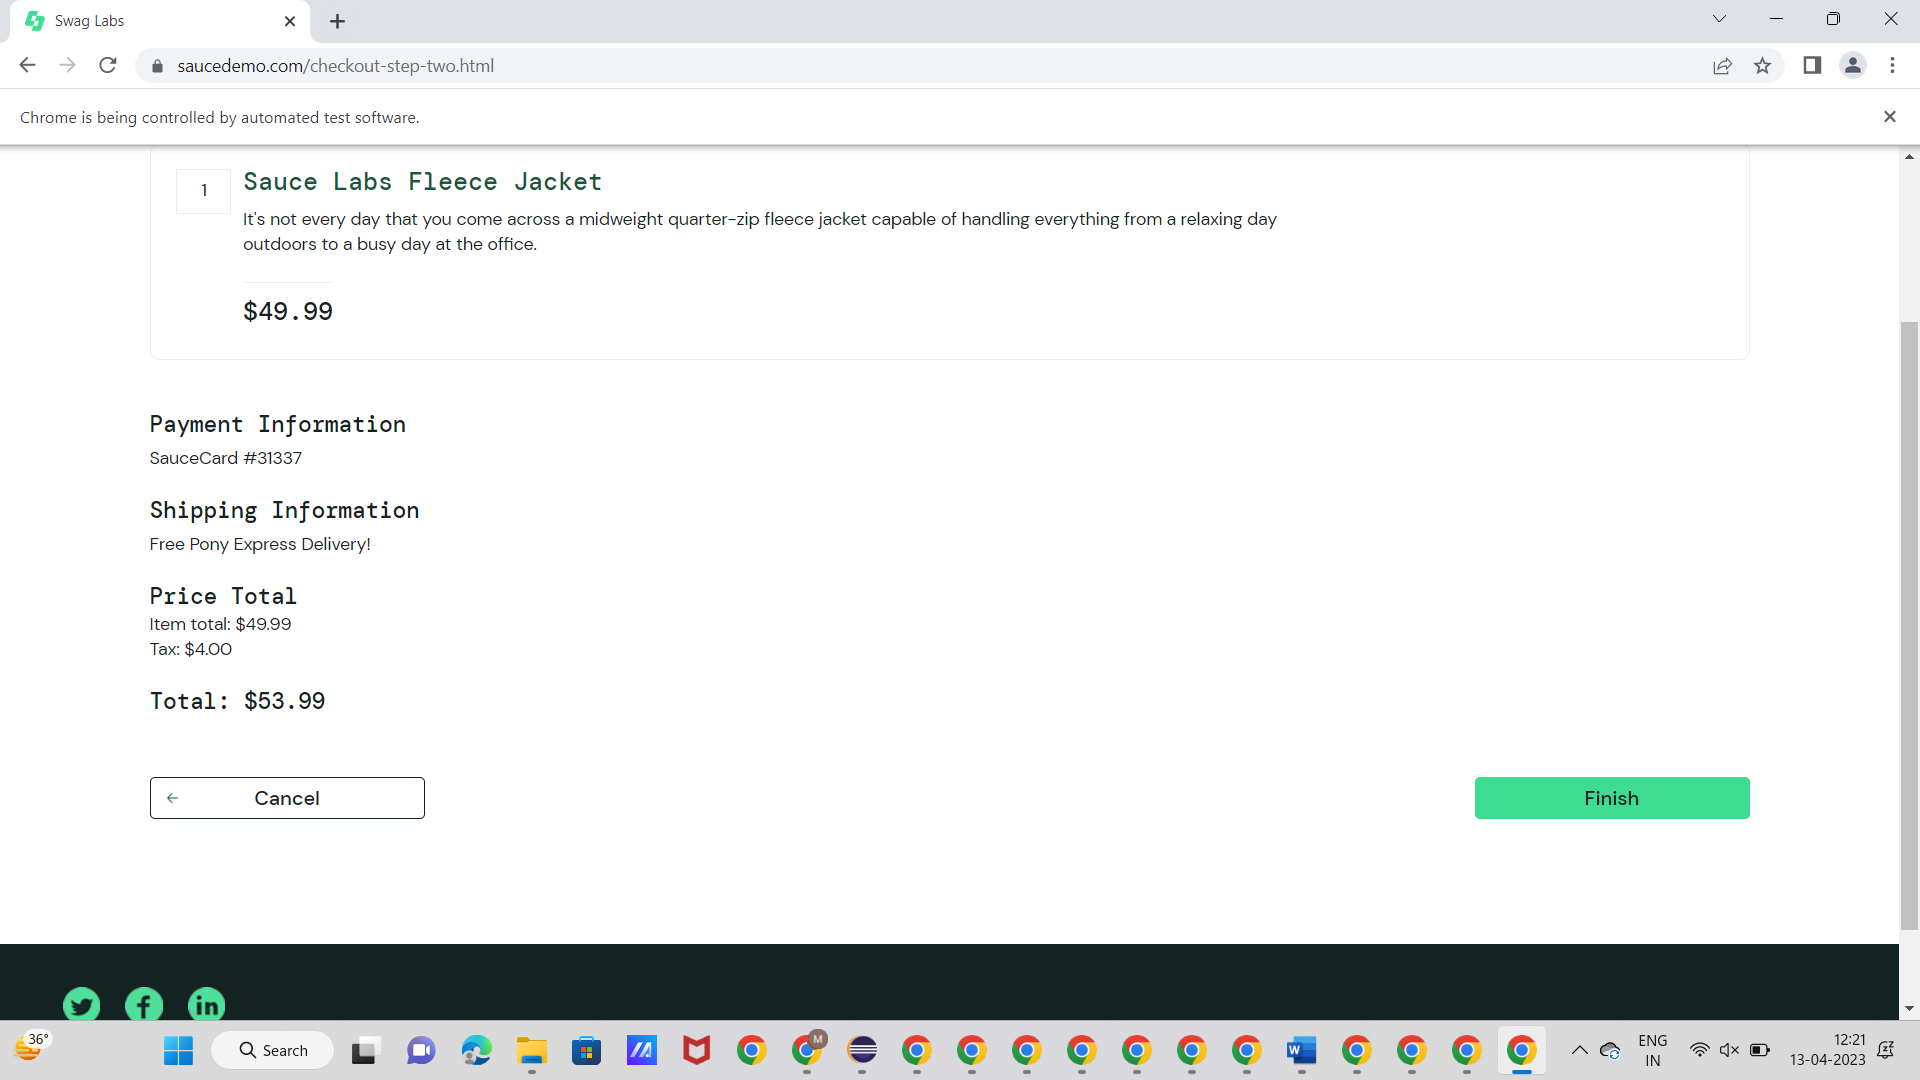 Swag Labs
saucedemo.com/checkout-step-two.html
Chrome is being controlled by automated test software.
1
Sauce Labs Fleece Jacket
It's not every day that you come across a midweight quarter-zip fleece jacket capable of handling everything from a relaxing day
outdoors to a busy day at the office.
$49.99
Payment Information
SauceCard #31337
Shipping Information
Free Pony Express Delivery!
Price Total
Item total: $49.99
Tax: $4.00
Total: $53.99
Cancel
Finish
36°
Search
M
ENG
IN
12:21
13-04-2023